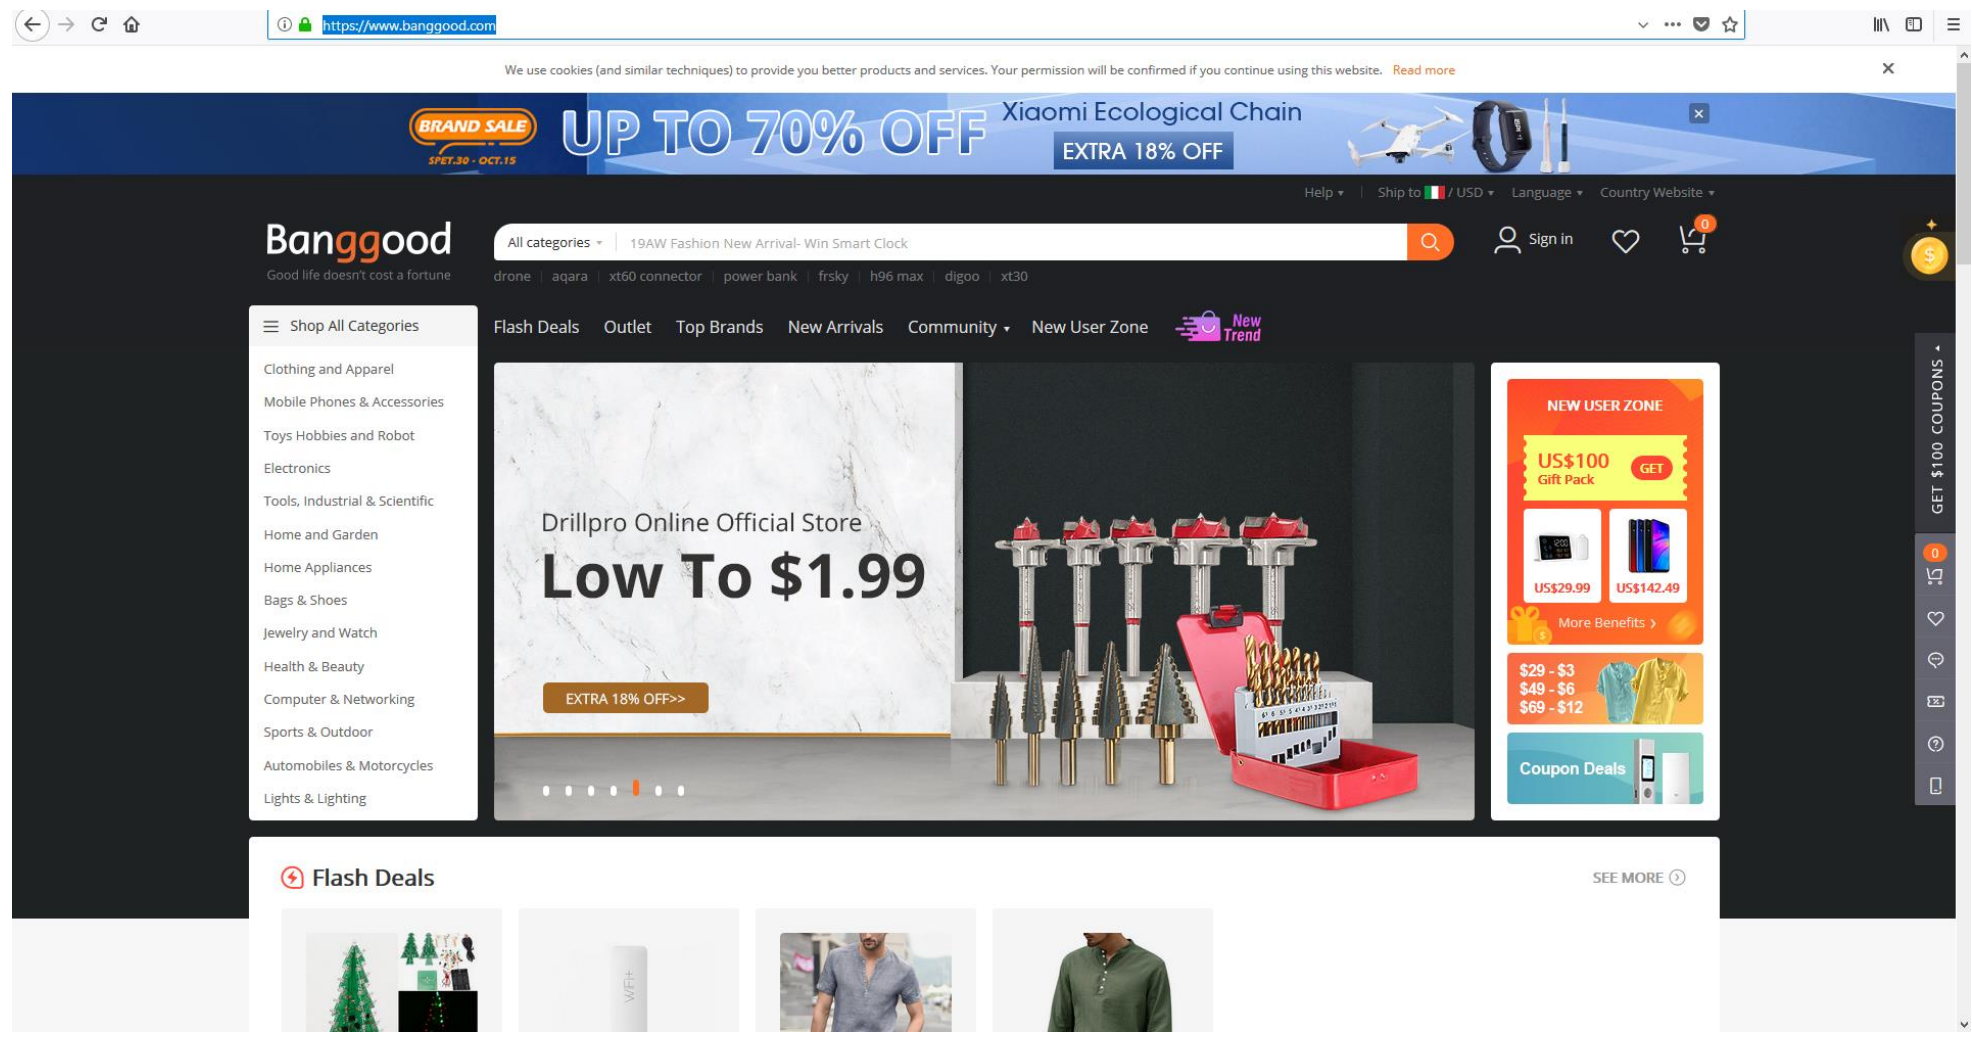 https://www.banggood.com
We use cookies (and similar techniques) to provide you better products and services. Your permission will be confirmed if you continue using this website. Read more
BRAND SALE
SPET.30 - OCT.15
UP TO 70% OFF
Xiaomi Ecological Chain
EXTRA 18% OFF
Help
Ship to / USD
Language
Country Website
Banggood
Good life doesn't cost a fortune
All categories
19AW Fashion New Arrival- Win Smart Clock
Sign in
0
drone
aqara
xt60 connector
power bank
frsky
h96 max
digoo
xt30
Shop All Categories
Flash Deals
Outlet
Top Brands
New Arrivals
Community
New User Zone
New
Trend
Clothing and Apparel
Mobile Phones & Accessories
Toys Hobbies and Robot
Electronics
Tools, Industrial & Scientific
Home and Garden
Home Appliances
Bags & Shoes
Jewelry and Watch
Health & Beauty
Computer & Networking
Sports & Outdoor
Automobiles & Motorcycles
Lights & Lighting
Drillpro Online Official Store
Low To $1.99
EXTRA 18% OFF>>
NEW USER ZONE
US$100
Gift Pack
GET
US$29.99
US$142.49
More Benefits
$29 - $3
$49 - $6
$69 - $12
Coupon Deals
GET $100 COUPONS
0
Flash Deals
SEE MORE
WiFi+